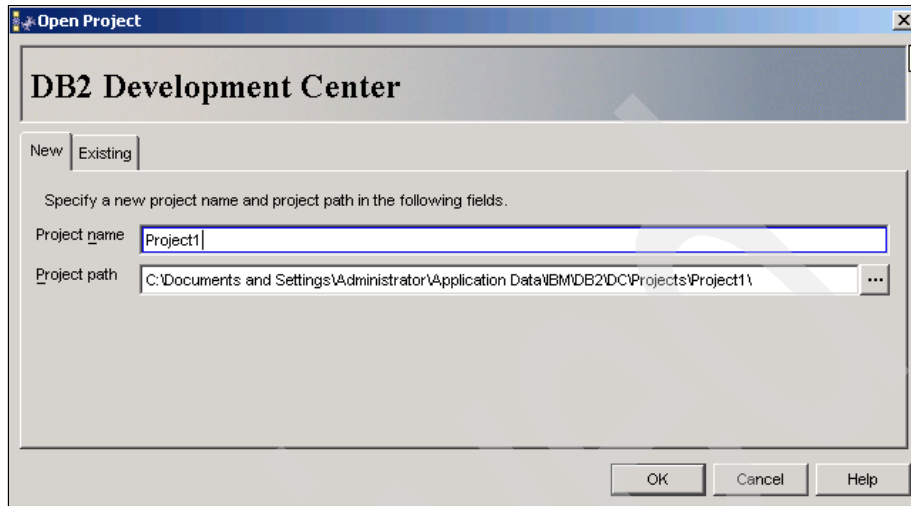 Open Project
DB2 Development Center
New Existing
Specify a new project name and project path in the following fields.
Project name Project1
Project path C:\Documents and Settings\Administrator\Application Data\IBM\DB2\DC\Projects\Project1\ ...
OK Cancel Help